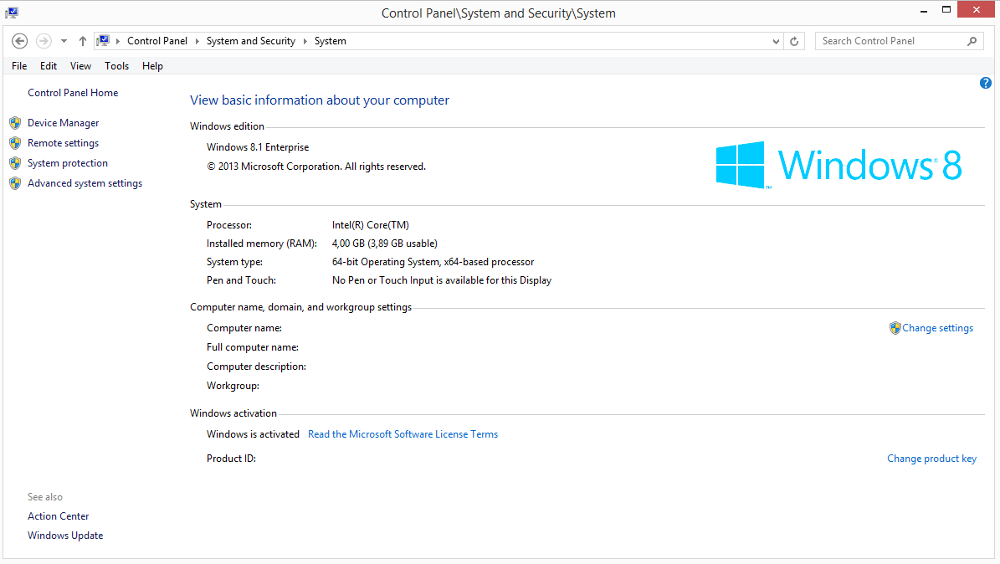 Control Panel\System and Security\System
Control Panel System and Security System
Search Control Panel
File Edit View Tools Help
Control Panel Home
Device Manager
Remote settings
System protection
Advanced system settings
See also
Action Center
Windows Update
View basic information about your computer
Windows edition
Windows 8.1 Enterprise
© 2013 Microsoft Corporation. All rights reserved.
Windows 8
System
Processor: Intel(R) Core(TM)
Installed memory (RAM): 4,00 GB (3,89 GB usable)
System type: 64-bit Operating System, x64-based processor
Pen and Touch: No Pen or Touch Input is available for this Display
Computer name, domain, and workgroup settings
Computer name: Change settings
Full computer name:
Computer description:
Workgroup:
Windows activation
Windows is activated Read the Microsoft Software License Terms
Product ID: Change product key